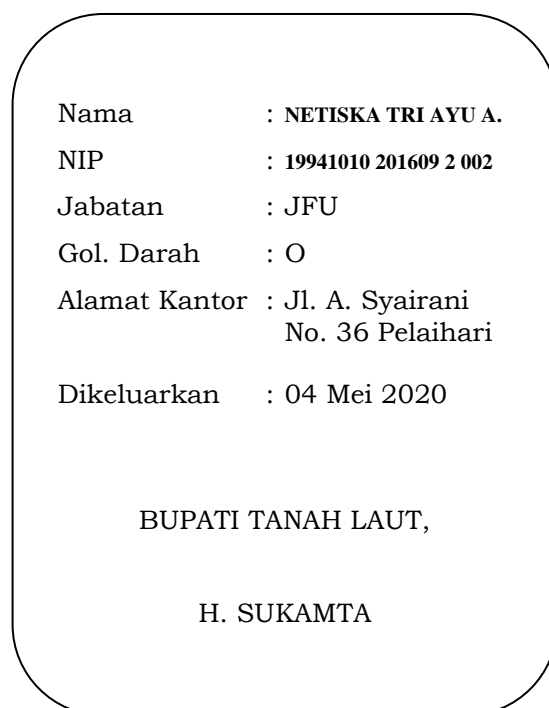 Nama : NETISKA TRI AYU A.
NIP : 19941010 201609 2 002
Jabatan : JFU
Gol. Darah : O
Alamat Kantor : Jl. A. Syairani
No. 36 Pelaihari
Dikeluarkan : 04 Mei 2020
BUPATI TANAH LAUT,
H. SUKAMTA